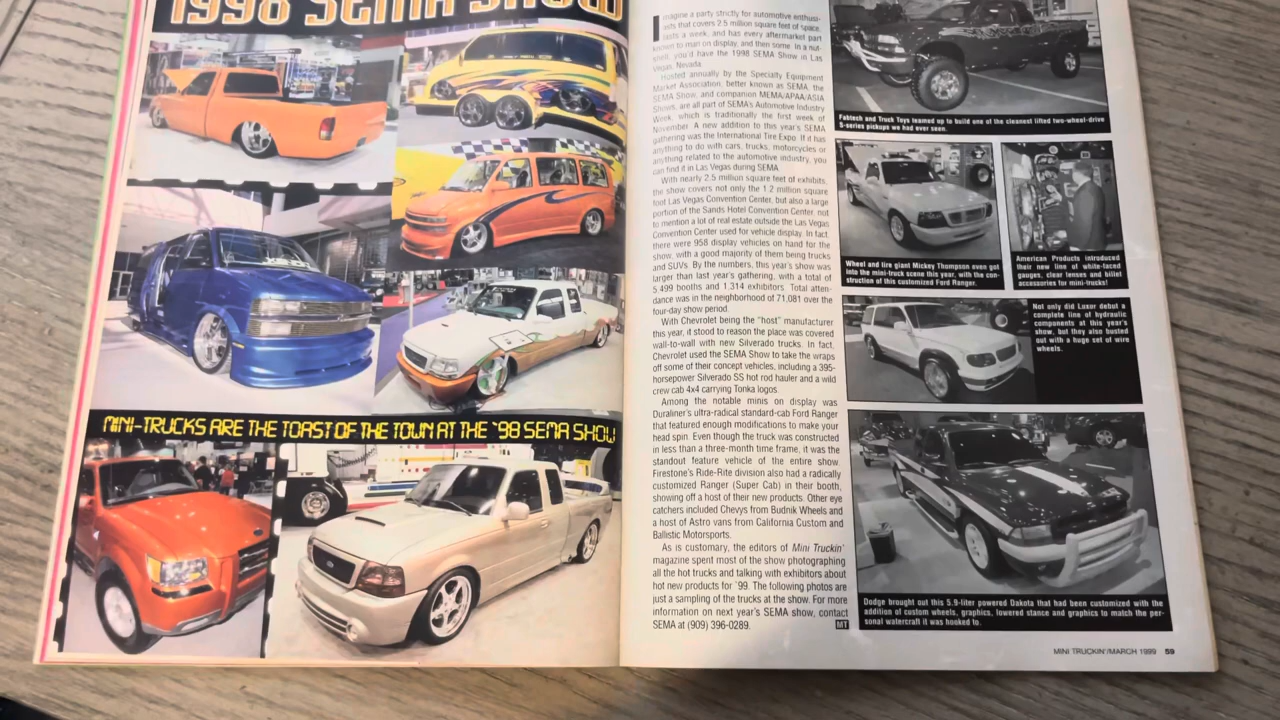 1998 SEMA SHOW
MINI-TRUCKS ARE THE TOAST OF THE TOWN AT THE `98 SEMA SHOW
Imagine a party strictly for automotive enthusi-
asts that covers 2.5 million square feet of space,
lasts a week, and has every aftermarket part
known to man on display, and then some. In a nut-
shell, you'd have the 1998 SEMA Show in Las
Vegas, Nevada.
Hosted annually by the Specialty Equipment
Market Association, better known as SEMA, the
SEMA Show, and companion MEMA/APAA/ASIA
Shows, are all part of SEMA's Automotive Industry
Week, which is traditionally the first week of
November. A new addition to this year's SEMA
gathering was the International Tire Expo. If it has
anything to do with cars, trucks, motorcycles or
anything related to the automotive industry, you
can find it in Las Vegas during SEMA.
With nearly 2.5 million square feet of exhibits,
the show covers not only the 1.2 million square
foot Las Vegas Convention Center, but also a large
portion of the Sands Hotel Convention Center, not
to mention a lot of real estate outside the Las Vegas
Convention Center used for vehicle display. In fact,
there were 958 display vehicles on hand for the
show, with a good majority of them being trucks
and SUVs. By the numbers, this year's show was
larger than last year's gathering, with a total of
5,499 booths and 1,314 exhibitors. Total atten-
dance was in the neighborhood of 71,081 over the
four-day show period.
With Chevrolet being the "host" manufacturer
this year, it stood to reason the place was covered
wall-to-wall with new Silverado trucks. In fact,
Chevrolet used the SEMA Show to take the wraps
off some of their concept vehicles, including a 395-
horsepower Silverado SS hot rod hauler and a wild
crew cab 4x4 carrying Tonka logos.
Among the notable minis on display was
Duraliner's ultra-radical standard-cab Ford Ranger
that featured enough modifications to make your
head spin. Even though the truck was constructed
in less than a three-month time frame, it was the
standout feature vehicle of the entire show.
Firestone's Ride-Rite division also had a radically
customized Ranger (Super Cab) in their booth,
showing off a host of their new products. Other eye
catchers included Chevys from Budnik Wheels and
a host of Astro vans from California Custom and
Ballistic Motorsports.
As is customary, the editors of Mini Truckin'
magazine spent most of the show photographing
all the hot trucks and talking with exhibitors about
hot new products for `99. The following photos are
just a sampling of the trucks at the show. For more
information on next year's SEMA show, contact
SEMA at (909) 396-0289. MT
Fabtech and Truck Toys teamed up to build one of the cleanest lifted two-wheel-drive
S-series pickups we had ever seen.
Wheel and tire giant Mickey Thompson even got
into the mini-truck scene this year, with the con-
struction of this customized Ford Ranger.
American Products introduced
their new line of white-faced
gauges, clear lenses and billet
accessories for mini-trucks!
Not only did Luxor debut a
complete line of hydraulic
components at this year's
show, but they also busted
out with a huge set of wire
wheels.
Dodge brought out this 5.9-liter powered Dakota that had been customized with the
addition of custom wheels, graphics, lowered stance and graphics to match the per-
sonal watercraft it was hooked to.
MINI TRUCKIN'/MARCH 1999 59